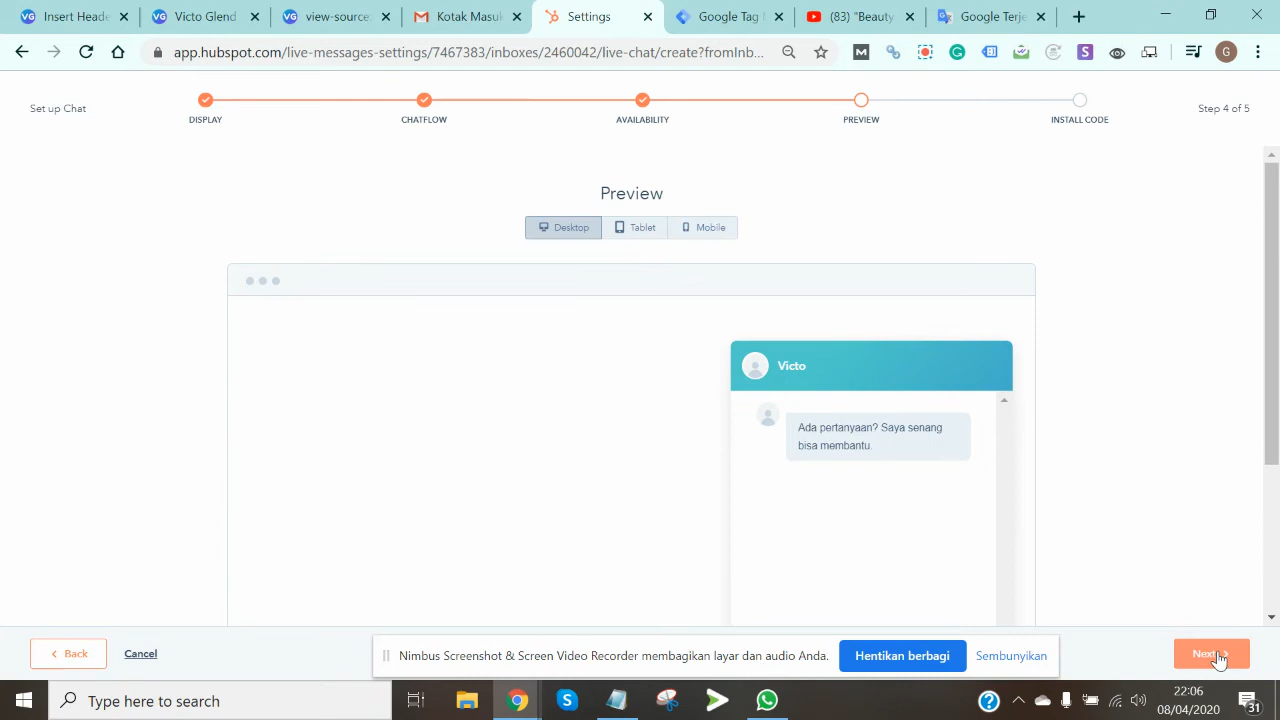 Insert Heade
Victo Glend
view-source:
Kotak Masuk
Settings
Google Tag
(83) "Beauty
Google Terje
app.hubspot.com/live-messages-settings/7467383/inboxes/2460042/live-chat/create?fromInb...
Set up Chat
DISPLAY
CHATFLOW
AVAILABILITY
PREVIEW
INSTALL CODE
Step 4 of 5
Preview
Desktop
Tablet
Mobile
Victo
Ada pertanyaan? Saya senang
bisa membantu.
Back
Cancel
Nimbus Screenshot & Screen Video Recorder membagikan layar dan audio Anda.
Hentikan berbagi
Sembunyikan
Next
Type here to search
22:06
08/04/2020
31